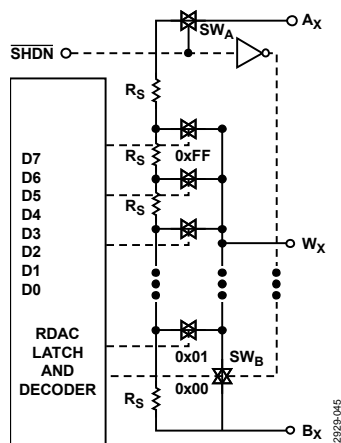 A_X
SW_A
SHDN
R_S
R_S
0xFF
D7
D6
D5
R_S
D4
D3
D2
W_X
D1
D0
RDAC
LATCH
AND
DECODER
0x01
SW_B
R_S
0x00
B_X
2929-045